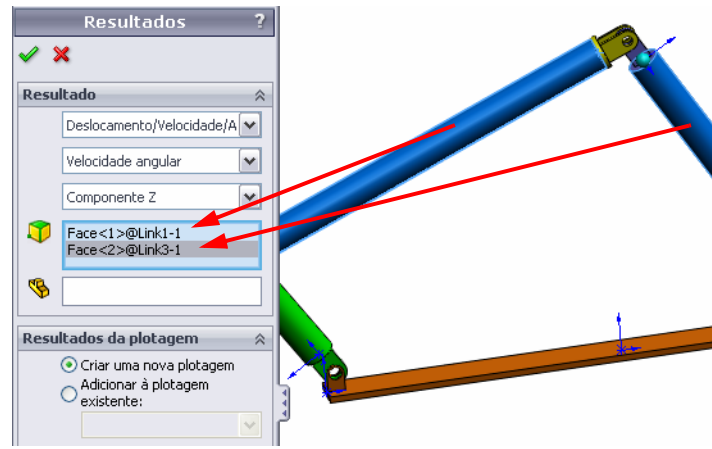 Resultados ?
Resultado
Deslocamento/Velocidade/A
Velocidade angular
Componente Z
Face<1>@Link1-1
Face<2>@Link3-1
Resultados da plotagem
Criar uma nova plotagem
Adicionar à plotagem
existente: